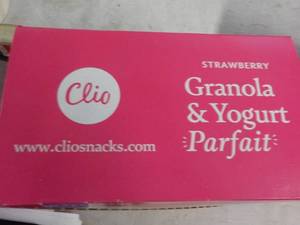 Clio
www.cliosnacks.com
STRAWBERRY
Granola
& Yogurt
Parfait